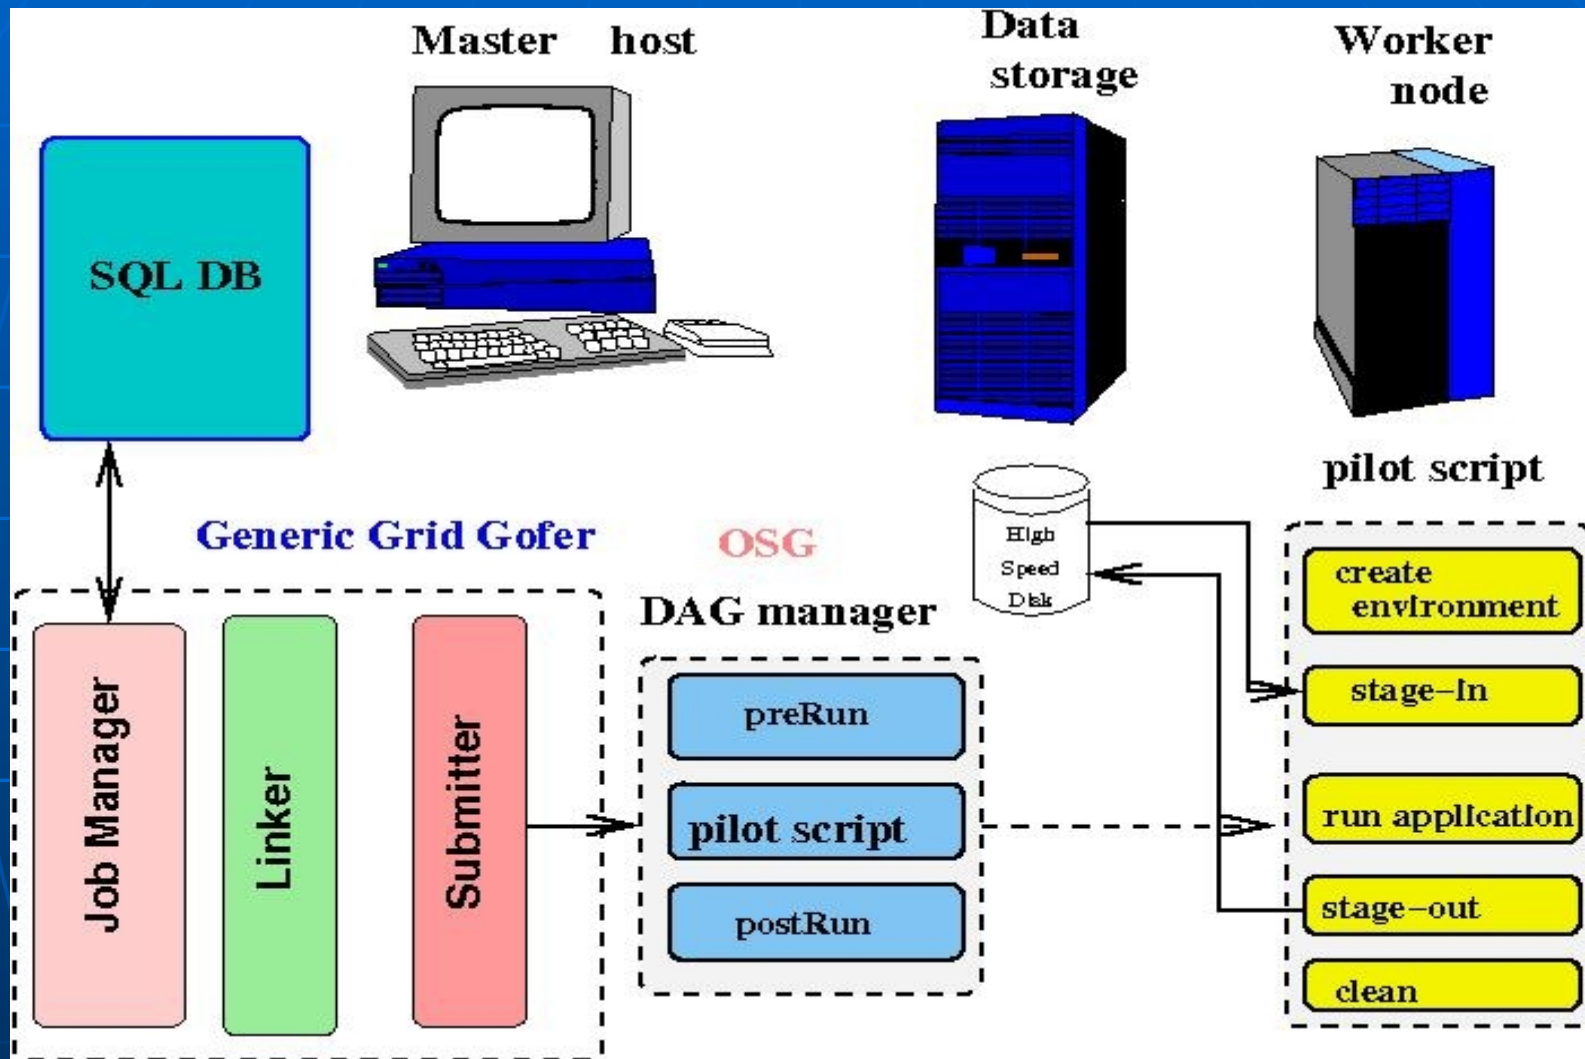 Master host
Data
storage
Worker
node
SQL DB
pilot script
Generic Grid Gofer
OSG
High
Speed
Disk
DAG manager
create
environment
stage-in
Job Manager
Linker
Submitter
preRun
pilot script
postRun
run application
stage-out
clean